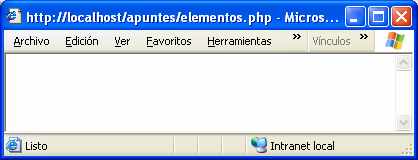 http://localhost/apuntes/elementos.php - Micros...
Archivo Edición Ver Favoritos Herramientas » Vínculos »
Listo Intranet local